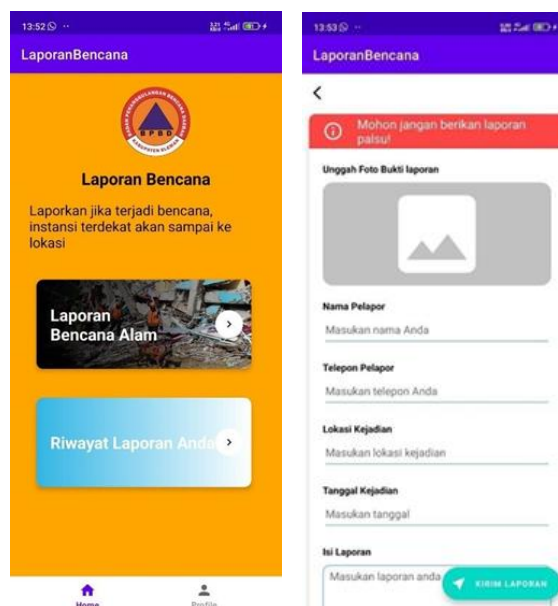 13:52
LaporanBencana
BPBD
Laporan Bencana
Laporkan jika terjadi bencana,
instansi terdekat akan sampai ke
lokasi
Laporan
Bencana Alam
Riwayat Laporan Anda
Home
Profile
13:53
LaporanBencana
Mohon jangan berikan laporan
palsu!
Unggah Foto Bukti laporan
Nama Pelapor
Masukan nama Anda
Telepon Pelapor
Masukan telepon Anda
Lokasi Kejadian
Masukan lokasi kejadian
Tanggal Kejadian
Masukan tanggal
Isi Laporan
Masukan laporan anda
KIRIM LAPORAN